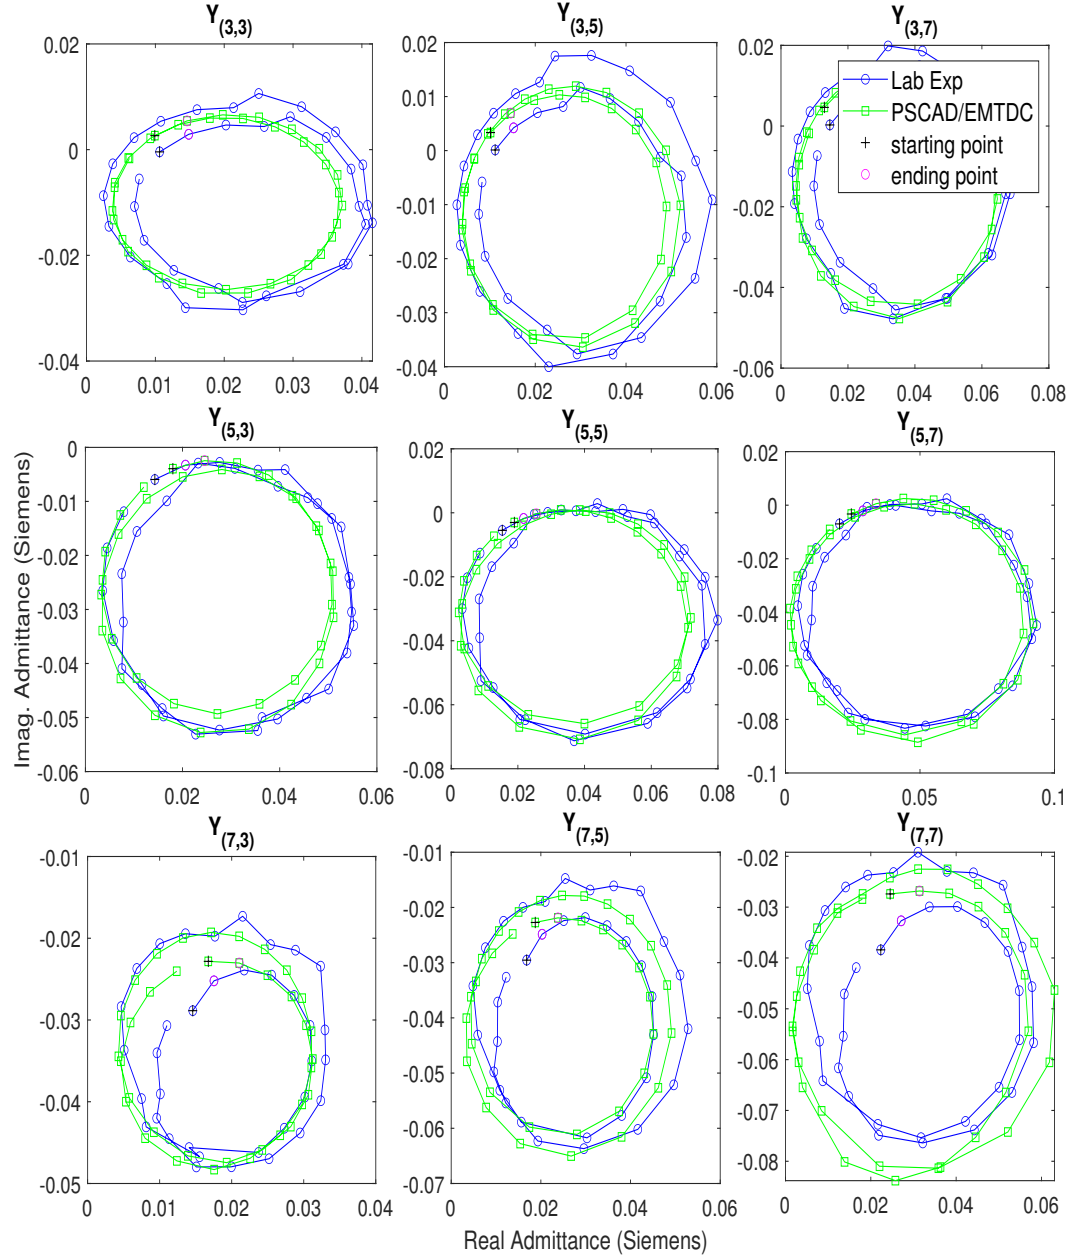 Y(3,3)
Y(3,5)
Y(3,7)
0.02
0.01
0
-0.01
-0.02
-0.03
-0.04
0.02
0
-0.02
-0.04
0.02
0
-0.02
-0.04
-0.06
Lab Exp
PSCAD/EMTDC
starting point
ending point
0 0.01 0.02 0.03 0.04
0 0.02 0.04 0.06
0 0.02 0.04 0.06 0.08
Y(5,3)
Y(5,5)
Y(5,7)
0
-0.01
-0.02
-0.03
-0.04
-0.05
-0.06
0.02
0
-0.02
-0.04
-0.06
-0.08
0.02
0
-0.02
-0.04
-0.06
-0.08
-0.1
0 0.02 0.04 0.06
0 0.02 0.04 0.06 0.08
0 0.05 0.1
Imag. Admittance (Siemens)
Y(7,3)
Y(7,5)
Y(7,7)
-0.01
-0.02
-0.03
-0.04
-0.05
-0.01
-0.02
-0.03
-0.04
-0.05
-0.06
-0.07
-0.02
-0.03
-0.04
-0.05
-0.06
-0.07
-0.08
0 0.01 0.02 0.03 0.04
0 0.02 0.04 0.06
0 0.02 0.04 0.06
Real Admittance (Siemens)